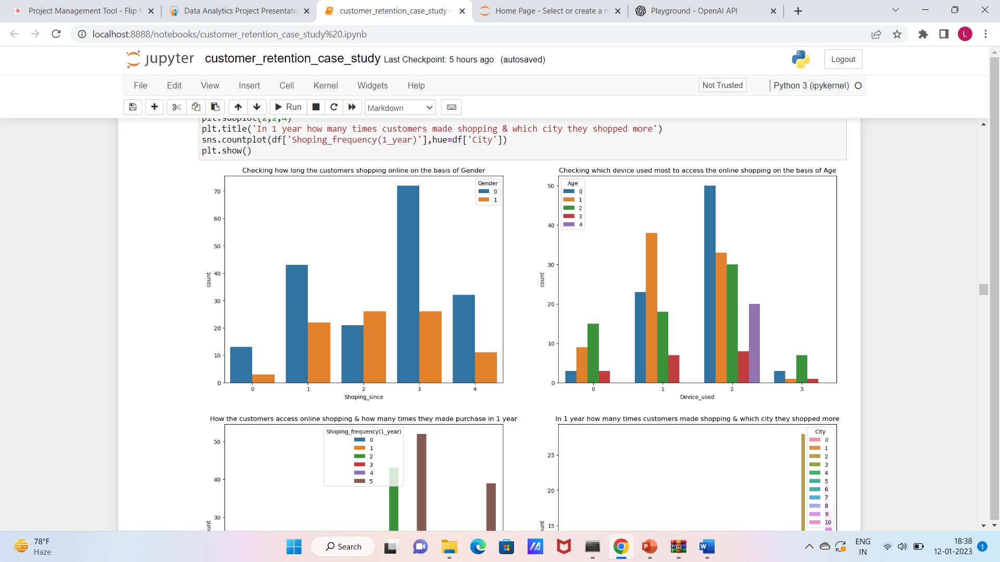 Project Management Tool - Flip
Data Analytics Project Presentatic
customer_retention_case_study -
Home Page - Select or create a n
Playground - OpenAI API
localhost:8888/notebooks/customer_retention_case_study%20.ipynb
L
jupyter
customer_retention_case_study Last Checkpoint: 5 hours ago (autosaved)
Logout
File Edit View Insert Cell Kernel Widgets Help
Not Trusted
Python 3 (ipykernel)
Run
Markdown
plt.subplot(2,2,4)
plt.title('In 1 year how many times customers made shopping & which city they shopped more')
sns.countplot(df['Shoping_frequency(1_year)'],hue=df['City'])
plt.show()
Checking how long the customers shopping online on the basis of Gender
Gender
0
1
70
60
50
40
30
20
10
0
count
0 1 2 3 4
Shoping_since
Checking which device used most to access the online shopping on the basis of Age
Age
0
1
2
3
4
50
40
30
20
10
0
count
0 1 2 3
Device_used
How the customers access online shopping & how many times they made purchase in 1 year
Shoping_frequency(1_year)
0
1
2
3
4
5
50
40
30
In 1 year how many times customers made shopping & which city they shopped more
City
0
1
2
3
4
5
6
7
8
9
10
25
20
15
78°F
Haze
Search
ENG
IN
18:38
12-01-2023
1